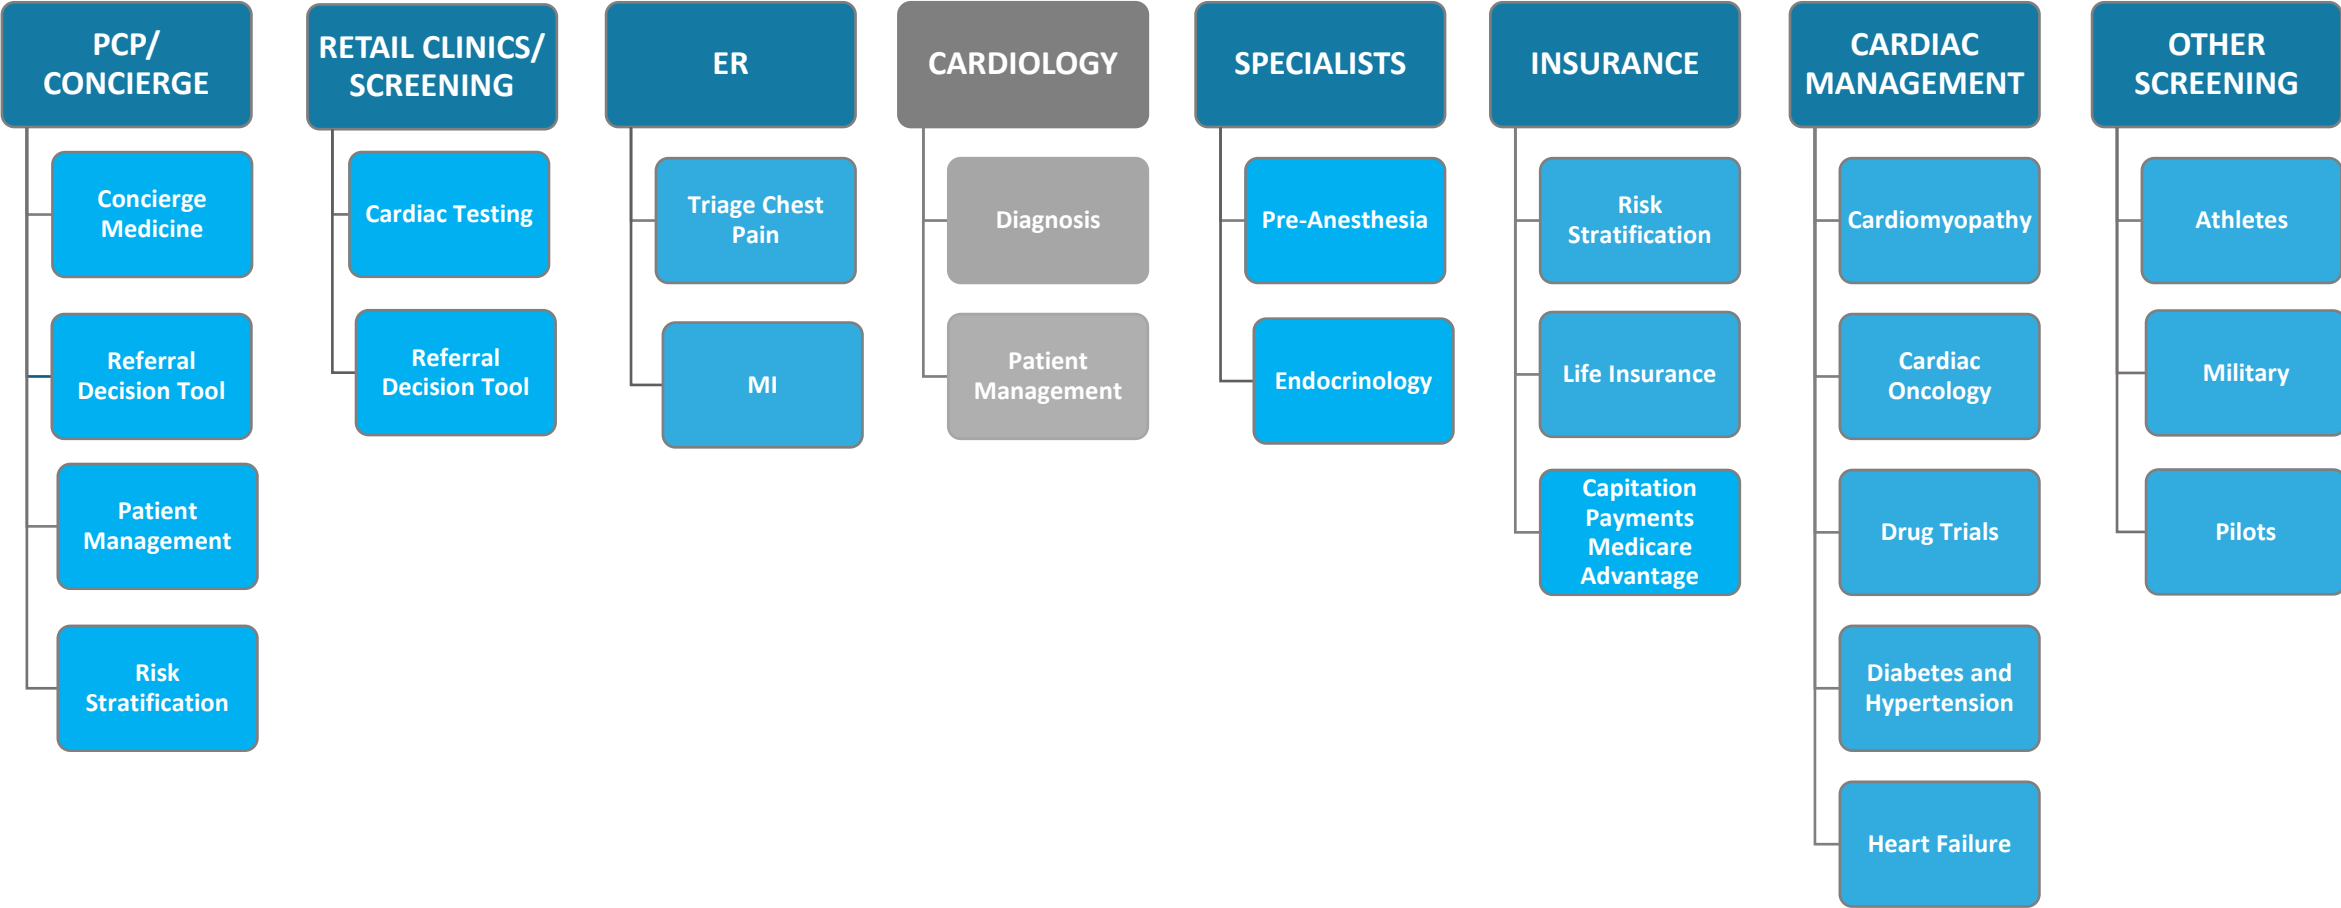 PCP/
CONCIERGE
Concierge
Medicine
Referral
Decision Tool
Patient
Management
Risk
Stratification
RETAIL CLINICS/
SCREENING
Cardiac Testing
Referral
Decision Tool
ER
Triage Chest
Pain
MI
CARDIOLOGY
Diagnosis
Patient
Management
SPECIALISTS
Pre-Anesthesia
Endocrinology
INSURANCE
Risk
Stratification
Life Insurance
Capitation
Payments
Medicare
Advantage
CARDIAC
MANAGEMENT
Cardiomyopathy
Cardiac
Oncology
Drug Trials
Diabetes and
Hypertension
Heart Failure
OTHER
SCREENING
Athletes
Military
Pilots